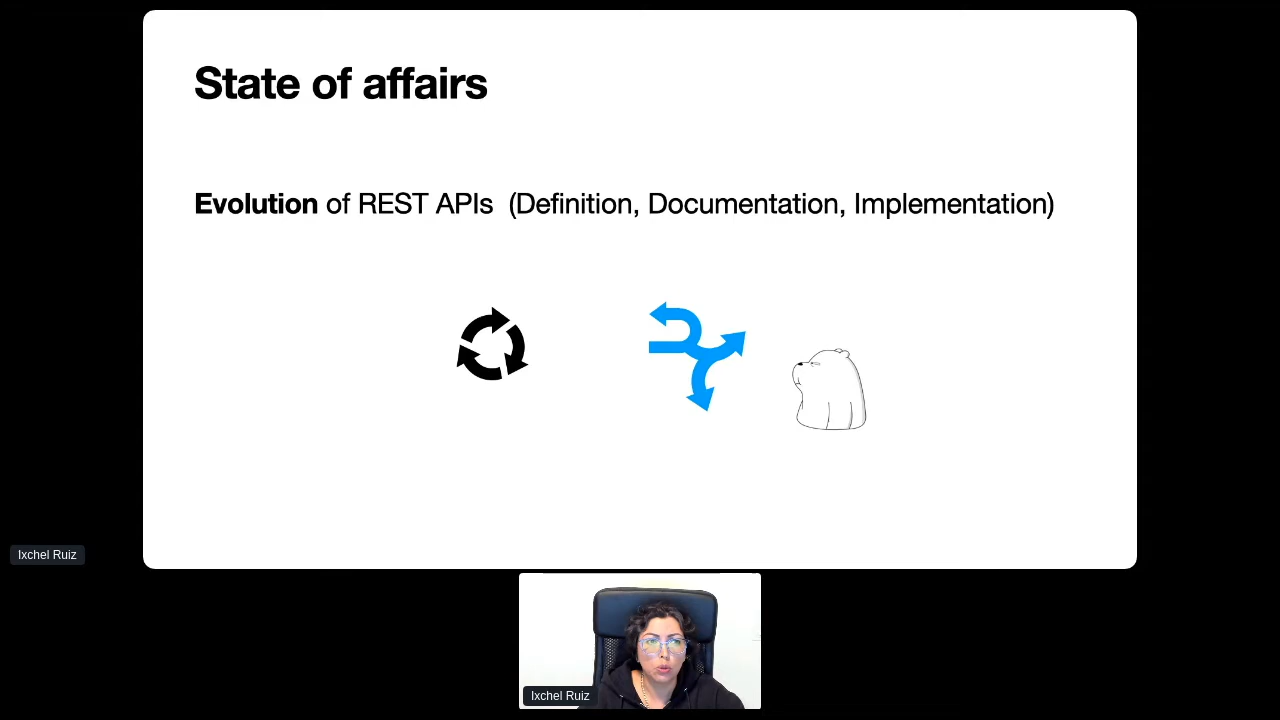 State of affairs
Evolution of REST APIs (Definition, Documentation, Implementation)
Ixchel Ruiz
Ixchel Ruiz